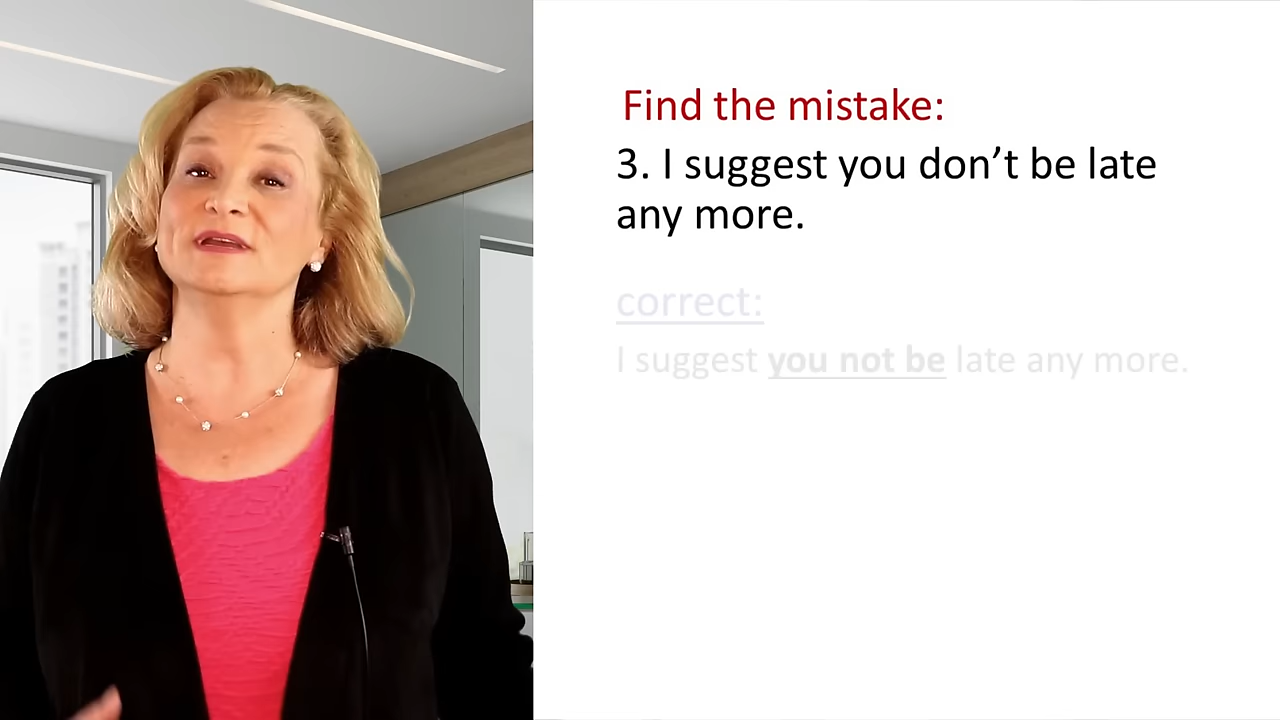 Find the mistake:
3. I suggest you don’t be late
any more.
correct:
I suggest you not be late any more.